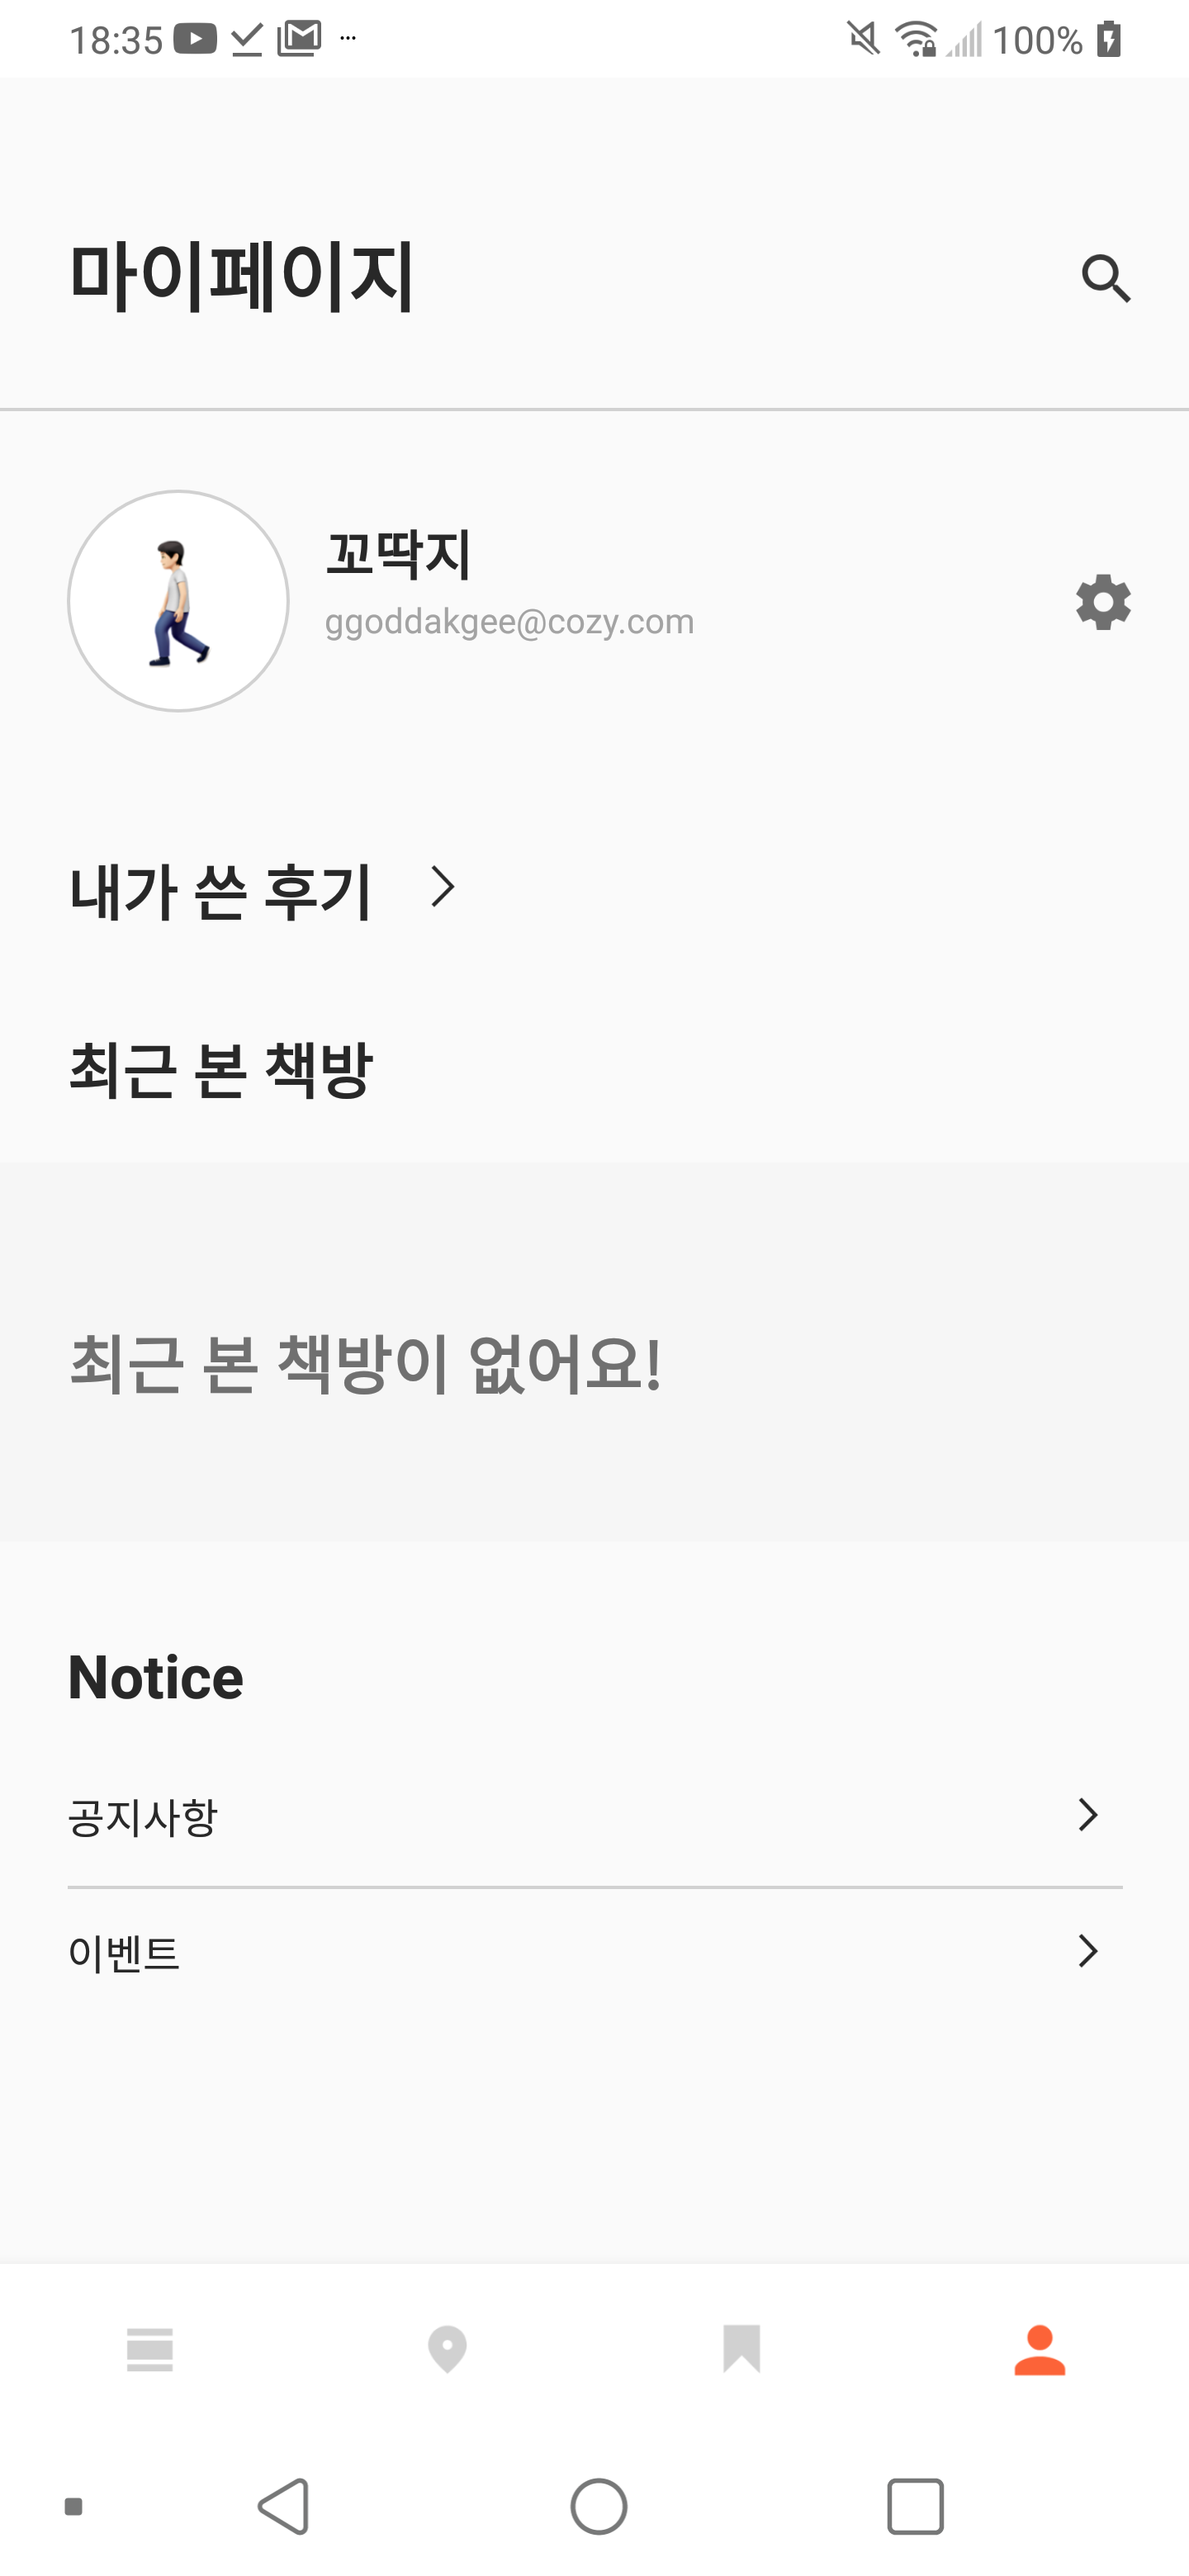 18:35 100%
마이페이지
꼬딱지
ggoddakgee@cozy.com
내가 쓴 후기
최근 본 책방
최근 본 책방이 없어요!
Notice
공지사항
이벤트